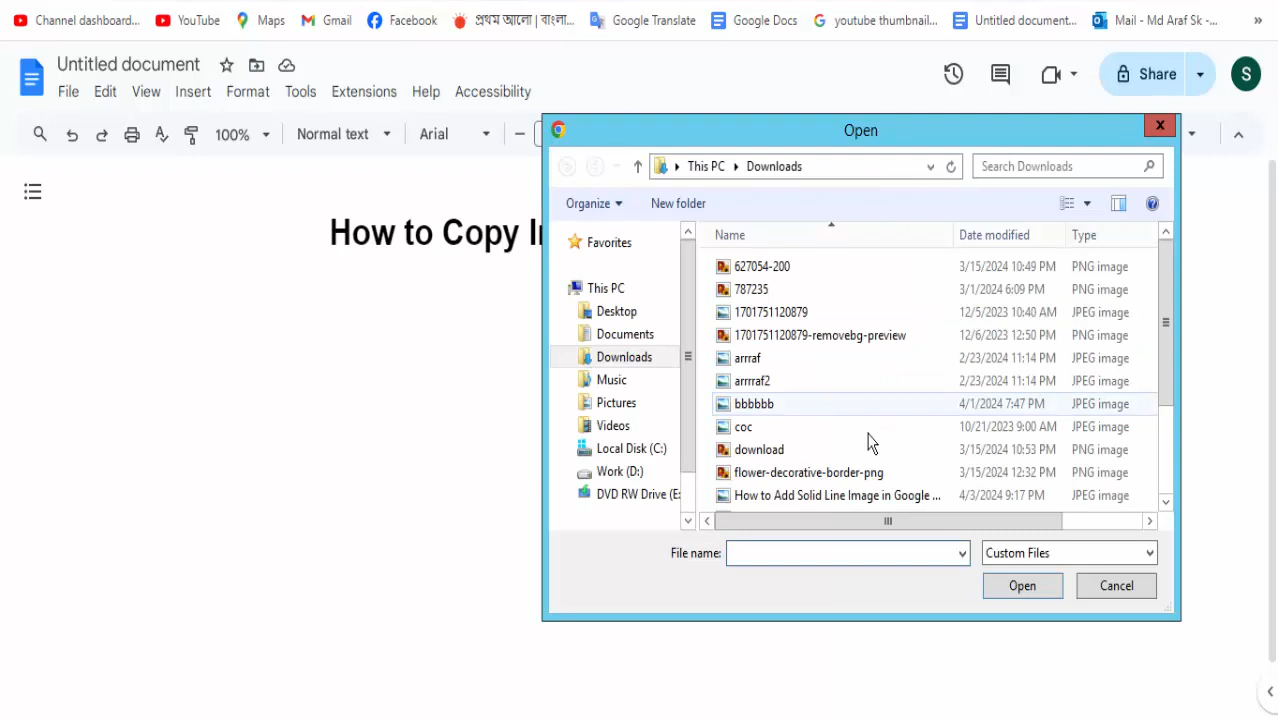 Channel dashboard... YouTube Maps Gmail Facebook প্রথম আলো | বাংলা... Google Translate Google Docs youtube thumbnail... Untitled document... Mail - Md Araf Sk -... »
Untitled document
Share S
File Edit View Insert Format Tools Extensions Help Accessibility
100% Normal text Arial
Open
This PC Downloads Search Downloads
Organize New folder
How to Copy
Name Date modified Type
Favorites
This PC
Desktop
Documents
Downloads
Music
Pictures
Videos
Local Disk (C:)
Work (D:)
DVD RW Drive (E:
627054-200 3/15/2024 10:49 PM PNG image
787235 3/1/2024 6:09 PM PNG image
1701751120879 12/5/2023 10:40 AM JPEG image
1701751120879-removebg-preview 12/6/2023 12:50 PM PNG image
arrraf 2/23/2024 11:14 PM JPEG image
arrrraf2 2/23/2024 11:14 PM JPEG image
bbbbbb 4/1/2024 7:47 PM JPEG image
coc 10/21/2023 9:00 AM JPEG image
download 3/15/2024 10:53 PM PNG image
flower-decorative-border-png 3/15/2024 12:32 PM PNG image
How to Add Solid Line Image in Google ... 4/3/2024 9:17 PM JPEG image
File name: Custom Files
Open Cancel